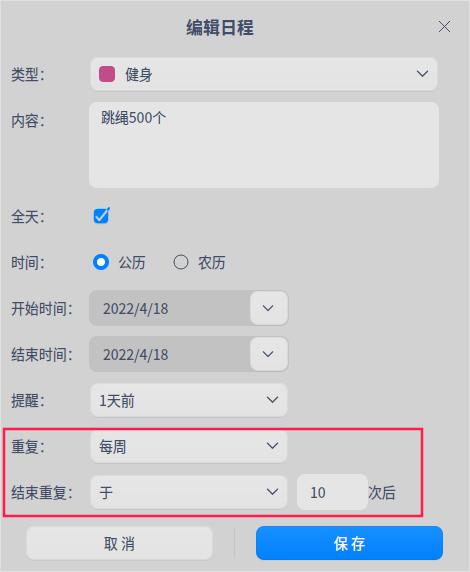 编辑日程
类型： 健身
内容： 跳绳500个
全天：
时间： 公历 农历
开始时间： 2022/4/18
结束时间： 2022/4/18
提醒： 1天前
重复： 每周
结束重复： 于 10 次后
取消 保存